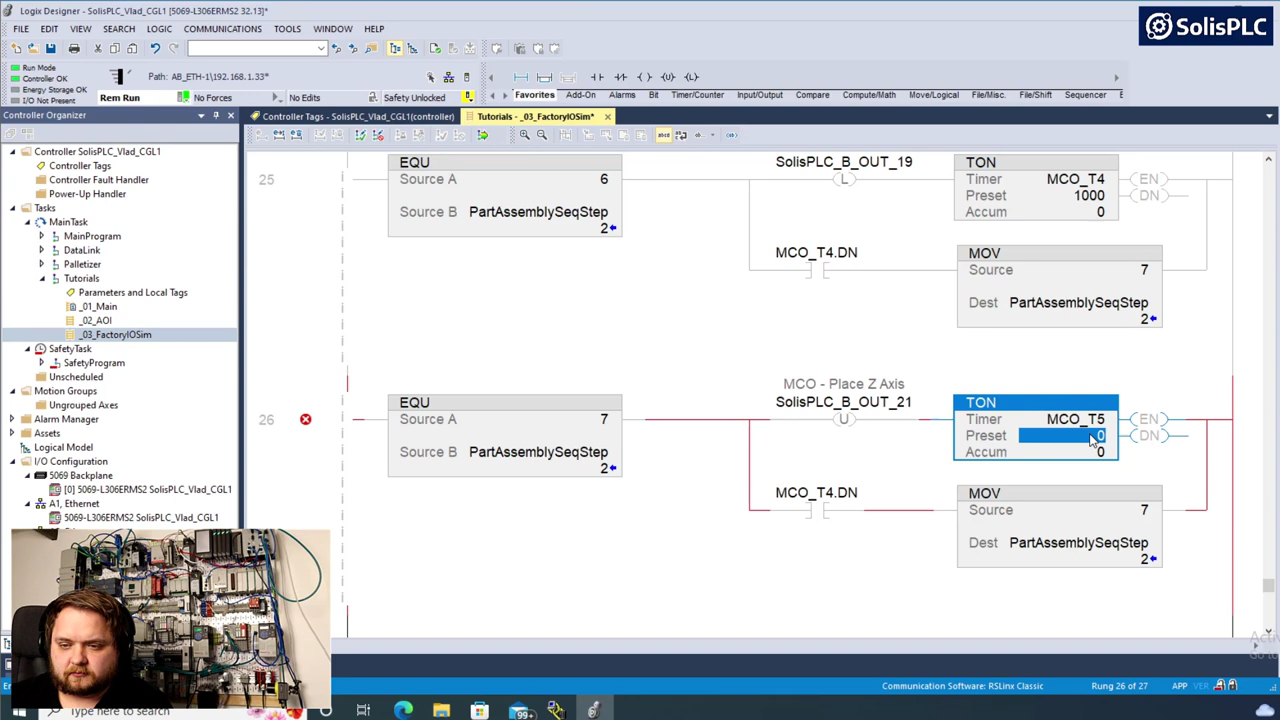 Logix Designer - SolisPLC_Vlad_CGL1 [5069-L306ERMS2 32.13]*
SolisPLC
FILE EDIT VIEW SEARCH LOGIC COMMUNICATIONS TOOLS WINDOW HELP
Run Mode
Controller OK
Energy Storage OK
I/O Not Present
Path: AB_ETH-1\192.168.1.33*
Rem Run
No Forces
No Edits
Safety Unlocked
Favorites Add-On Alarms Bit Timer/Counter Input/Output Compare Compute/Math Move/Logical File/Misc. File/Shift Sequencer E
Controller Organizer
Controller Tags - SolisPLC_Vlad_CGL1(controller)
Tutorials - _03_FactoryIOSim*
Controller SolisPLC_Vlad_CGL1
Controller Tags
Controller Fault Handler
Power-Up Handler
Tasks
MainTask
MainProgram
DataLink
Palletizer
Tutorials
Parameters and Local Tags
_01_Main
_02_AOI
_03_FactoryIOSim
SafetyTask
SafetyProgram
Unscheduled
Motion Groups
Ungrouped Axes
Alarm Manager
Assets
Logical Model
I/O Configuration
5069 Backplane
[0] 5069-L306ERMS2 SolisPLC_Vlad_CGL1
A1, Ethernet
5069-L306ERMS2 SolisPLC_Vlad_CGL1
25
EQU
Source A 6
Source B PartAssemblySeqStep
2
SolisPLC_B_OUT_19
L
TON
Timer MCO_T4
Preset 1000
Accum 0
EN
DN
MCO_T4.DN
MOV
Source 7
Dest PartAssemblySeqStep
2
26
EQU
Source A 7
Source B PartAssemblySeqStep
2
MCO - Place Z Axis
SolisPLC_B_OUT_21
U
TON
Timer MCO_T5
Preset 0
Accum 0
EN
DN
MCO_T4.DN
MOV
Source 7
Dest PartAssemblySeqStep
2
Communication Software: RSLinx Classic
Rung 26 of 27
APP
VER
Type here to search
99+